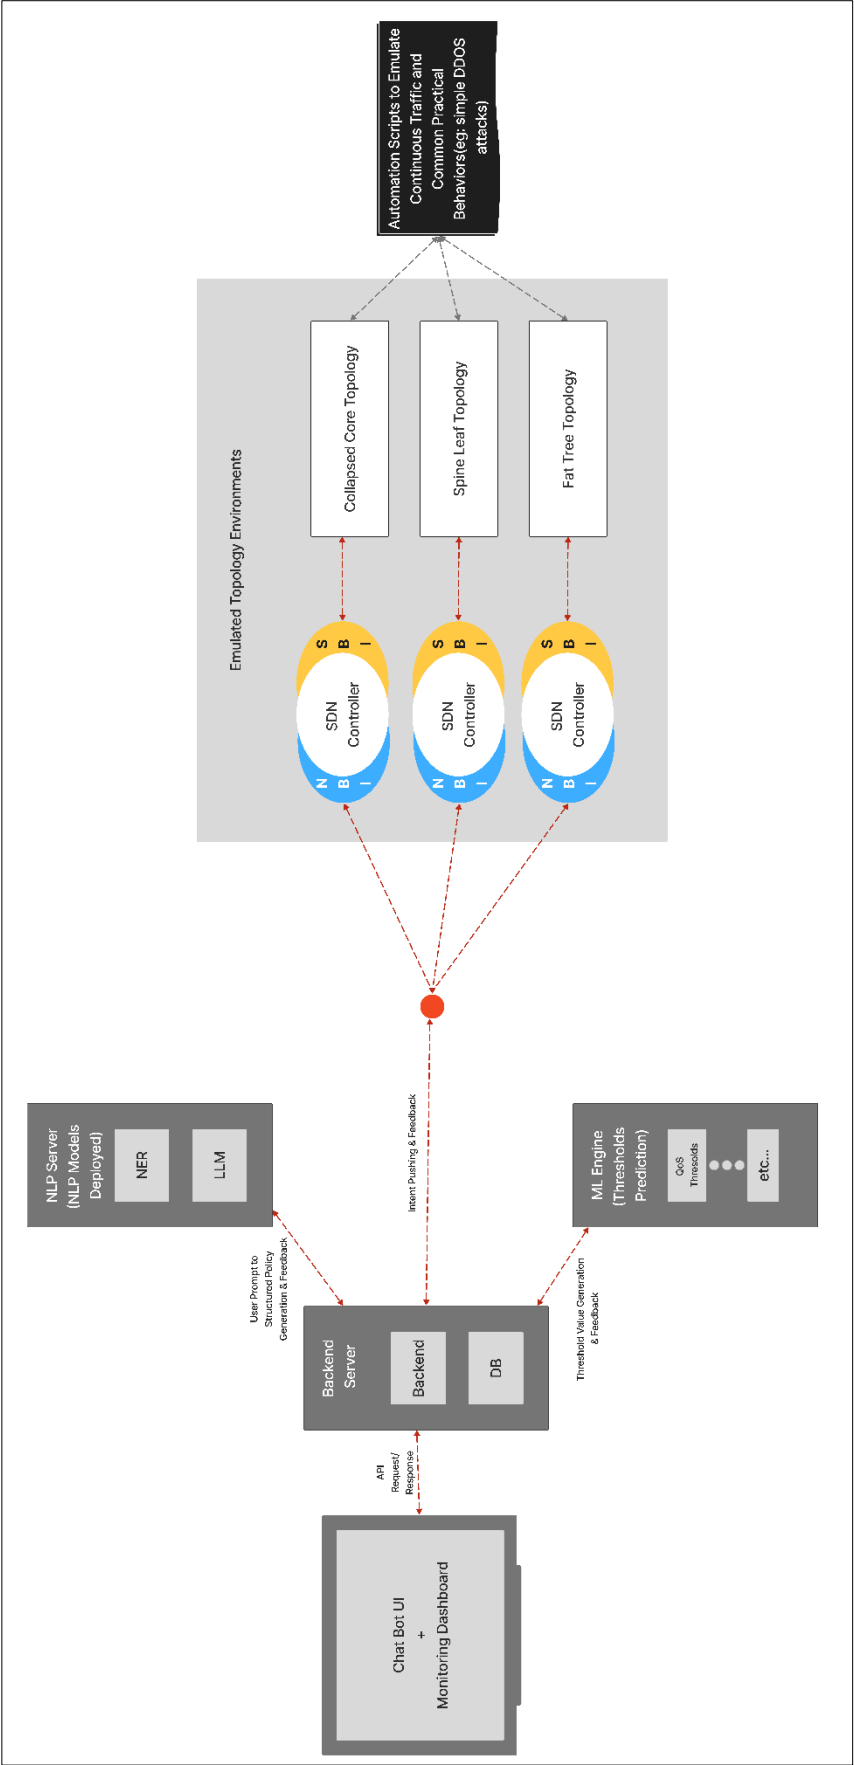 Chat Bot UI
+
Monitoring Dashboard
API
Request/
Response
Backend
Server
Backend
DB
User Prompt to
Structured Policy
Generation & Feedback
NLP Server
(NLP Models
Deployed)
NER
LLM
Threshold Value Generation
& Feedback
ML Engine
(Thresholds
Prediction)
QoS
Thresolds
etc...
Intent Pushing & Feedback
Emulated Topology Environments
N
B
I
SDN
Controller
S
B
I
Collapsed Core Topology
N
B
I
SDN
Controller
S
B
I
Spine Leaf Topology
N
B
I
SDN
Controller
S
B
I
Fat Tree Topology
Automation Scripts to Emulate
Continuous Traffic and
Common Practical
Behaviors(eg: simple DDOS
attacks)